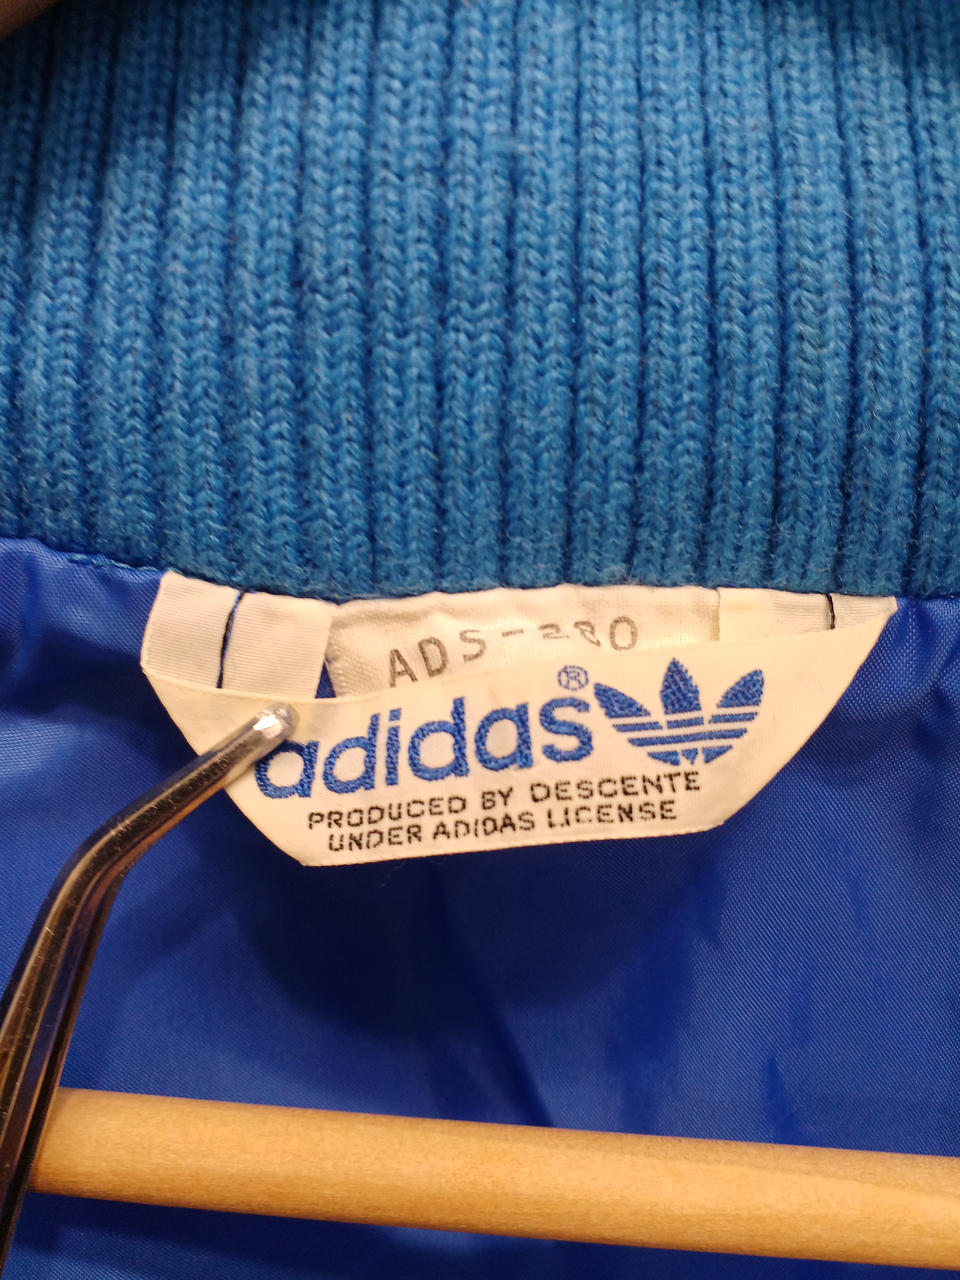 ADS-280
adidas®
PRODUCED BY DESCENTE
UNDER ADIDAS LICENSE